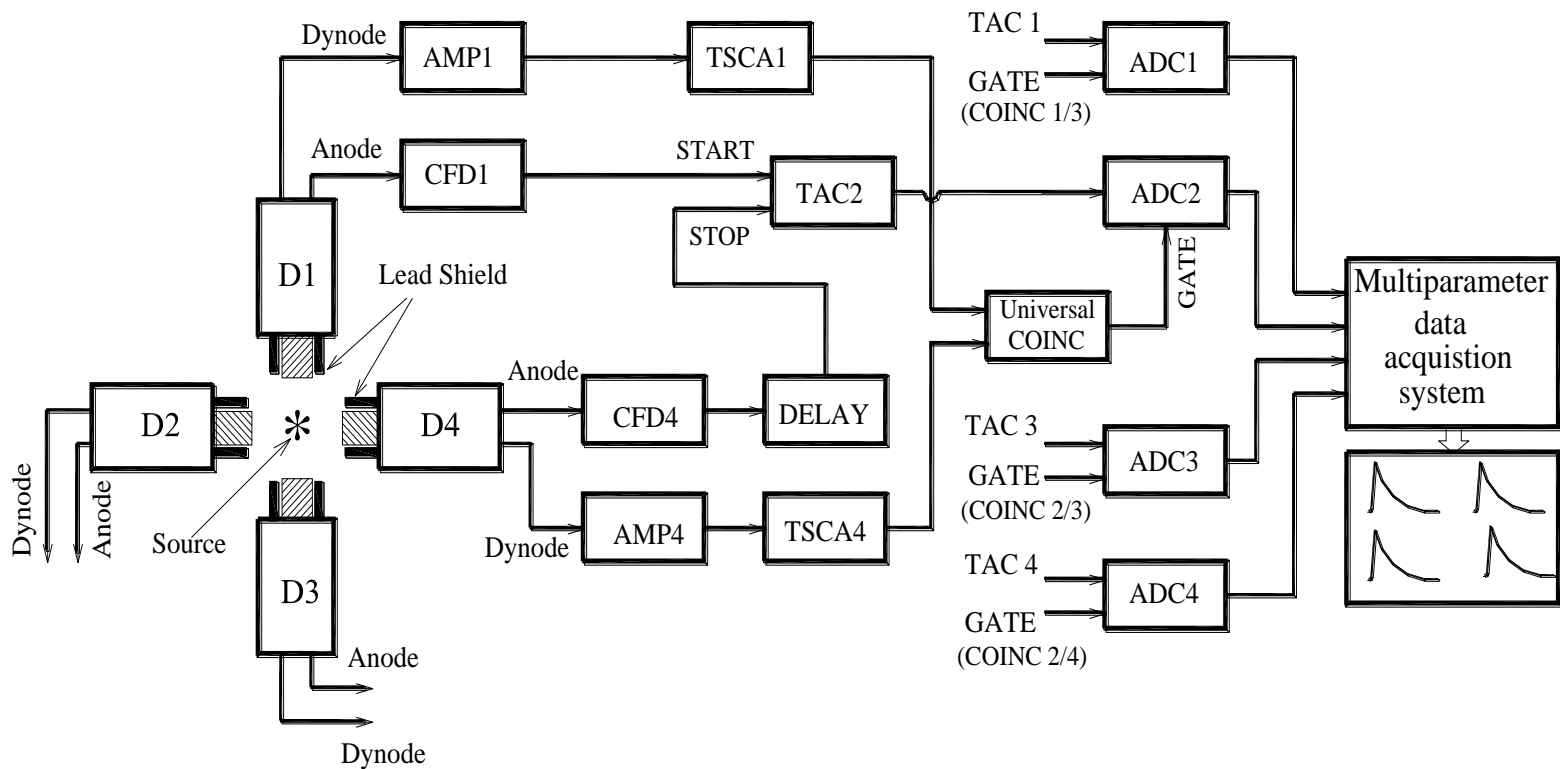 Dynode
AMP1
TSCA1
TAC 1
GATE
(COINC 1/3)
ADC1
Anode
CFD1
START
TAC2
STOP
ADC2
GATE
D1
Lead Shield
Universal
COINC
Multiparameter
data
acquistion
system
D2
D4
Anode
CFD4
DELAY
Dynode
Anode
Source
Dynode
AMP4
TSCA4
TAC 3
GATE
(COINC 2/3)
ADC3
TAC 4
GATE
(COINC 2/4)
ADC4
D3
Anode
Dynode